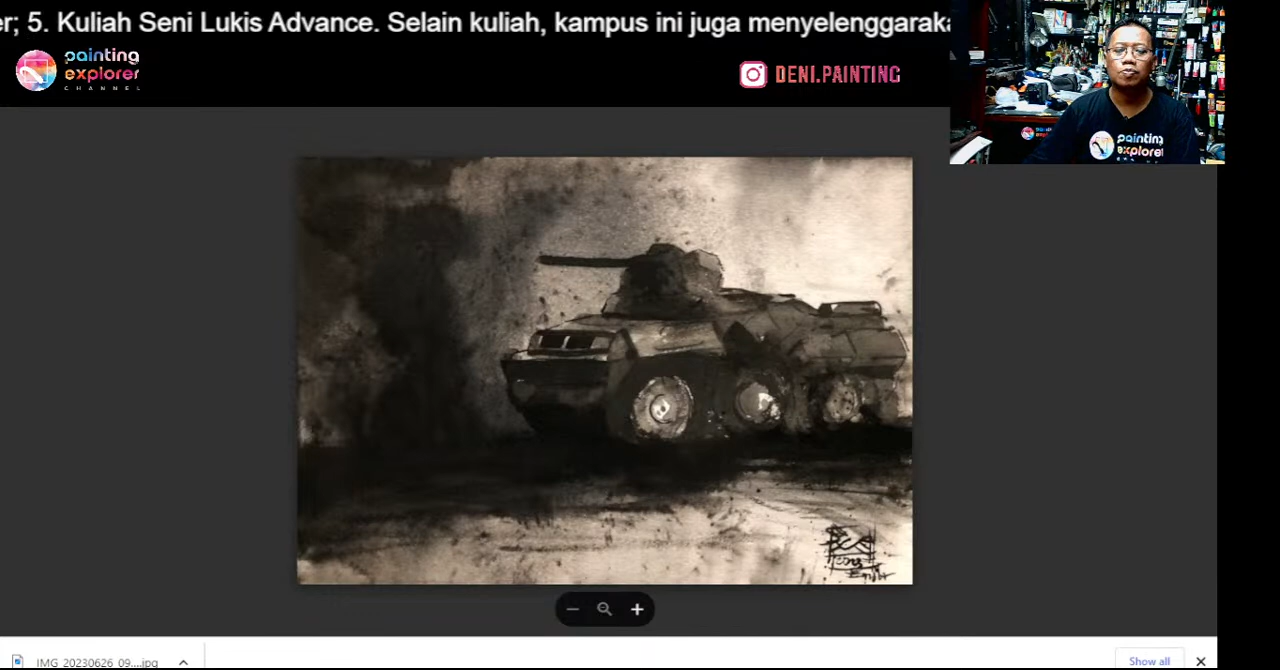 er; 5. Kuliah Seni Lukis Advance. Selain kuliah, kampus ini juga menyelenggaraka
painting
explorer
CHANNEL
DENI.PAINTING
painting
explorer
IMG_20230626_09....jpg
Show all